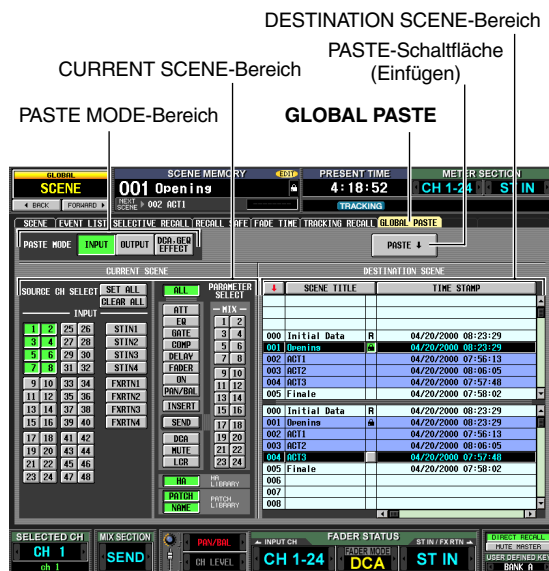 DESTINATION SCENE-Bereich
PASTE-Schaltfläche
(Einfügen)
CURRENT SCENE-Bereich
PASTE MODE-Bereich
GLOBAL PASTE
GLOBAL
SCENE
SCENE MEMORY
EDIT
PRESENT TIME
METER SECTION
001 Opening
4:18:52
CH 1-24
ST IN
BACK
FORWARD
NEXT SCENE
002 ACT1
TRACKING
SCENE
EVENT LIST
SELECTIVE RECALL
RECALL SAFE
FADE TIME
TRACKING RECALL
GLOBAL PASTE
PASTE MODE
INPUT
OUTPUT
DCA.GEQ
EFFECT
PASTE
CURRENT SCENE
DESTINATION SCENE
SOURCE CH SELECT
SET ALL
CLEAR ALL
ALL
PARAMETER
SELECT
SCENE TITLE
TIME STAMP
INPUT
1 2 25 26 STIN1
3 4 27 28 STIN2
5 6 29 30 STIN3
7 8 31 32 STIN4
9 10 33 34 FXRTN1
11 12 35 36 FXRTN2
13 14 37 38 FXRTN3
15 16 39 40 FXRTN4
17 18 41 42
19 20 43 44
21 22 45 46
23 24 47 48
ATT
EQ
GATE
COMP
DELAY
FADER
ON
PAN/BAL
INSERT
SEND
DCA
MUTE
LCR
HA
HA
LIBRARY
PATCH
NAME
PATCH
LIBRARY
MIX
1 2
3 4
5 6
7 8
9 10
11 12
13 14
15 16
17 18
19 20
21 22
23 24
000 Initial Data R 04/20/2000 08:23:29
001 Opening 04/20/2000 08:23:29
002 ACT1 04/20/2000 07:56:13
003 ACT2 04/20/2000 08:06:05
004 ACT3 04/20/2000 07:57:48
005 Finale 04/20/2000 07:58:02
000 Initial Data R 04/20/2000 08:23:29
001 Opening 04/20/2000 08:23:29
002 ACT1 04/20/2000 07:56:13
003 ACT2 04/20/2000 08:06:05
004 ACT3 04/20/2000 07:57:48
005 Finale 04/20/2000 07:58:02
006
007
008
SELECTED CH
CH 1
ch 1
MIX SECTION
SEND
PAN/BAL
CH LEVEL
INPUT CH
FADER STATUS
ST IN / FX RTN
CH 1-24
FADER MODE
DCA
ST IN
DIRECT RECALL
MUTE MASTER
USER DEFINED KEY
BANK A